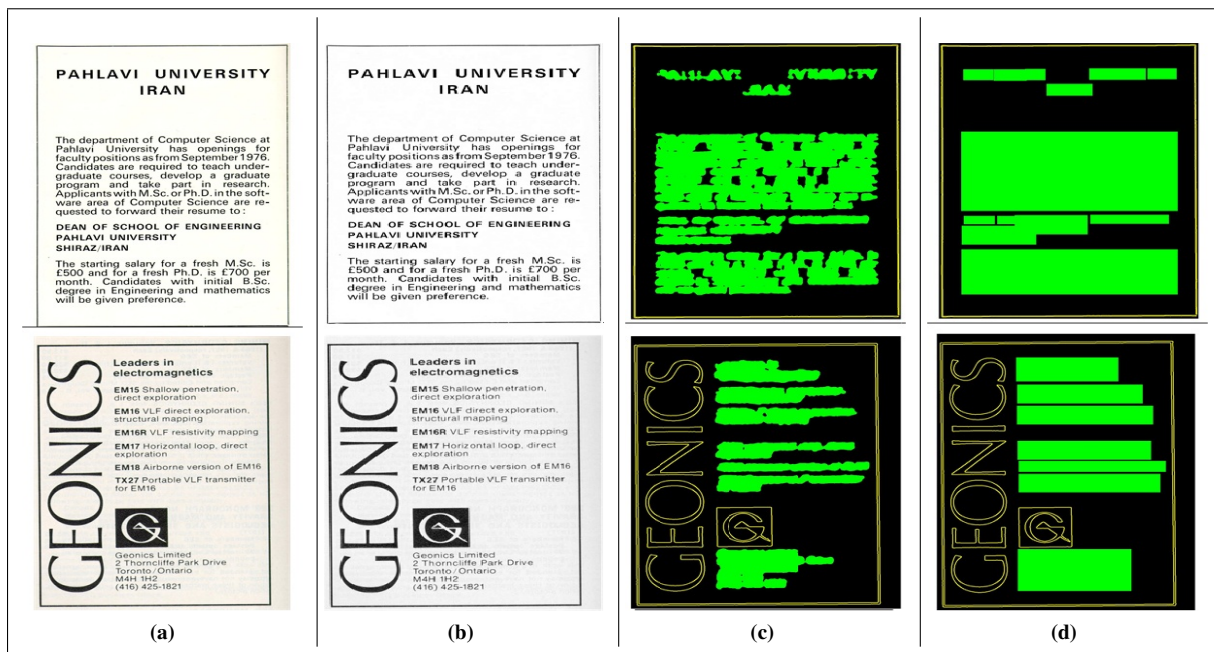 PAHLAVI UNIVERSITY
IRAN
The department of Computer Science at
Pahlavi University has openings for
faculty positions as from September 1976.
Candidates are required to teach under-
graduate courses, develop a graduate
program and take part in research.
Applicants with M.Sc. or Ph.D. in the soft-
ware area of Computer Science are re-
quested to forward their resume to :
DEAN OF SCHOOL OF ENGINEERING
PAHLAVI UNIVERSITY
SHIRAZ/IRAN
The starting salary for a fresh M.Sc. is
£500 and for a fresh Ph.D. is £700 per
month. Candidates with initial B.Sc.
degree in Engineering and mathematics
will be given preference.
PAHLAVI UNIVERSITY
IRAN
The department of Computer Science at
Pahlavi University has openings for
faculty positions as from September 1976.
Candidates are required to teach under-
graduate courses, develop a graduate
program and take part in research.
Applicants with M.Sc. or Ph.D. in the soft-
ware area of Computer Science are re-
quested to forward their resume to :
DEAN OF SCHOOL OF ENGINEERING
PAHLAVI UNIVERSITY
SHIRAZ/IRAN
The starting salary for a fresh M.Sc. is
£500 and for a fresh Ph.D. is £700 per
month. Candidates with initial B.Sc.
degree in Engineering and mathematics
will be given preference.
GEONICS
Leaders in
electromagnetics
EM15 Shallow penetration,
direct exploration
EM16 VLF direct exploration,
structural mapping
EM16R VLF resistivity mapping
EM17 Horizontal loop, direct
exploration
EM18 Airborne version of EM16
TX27 Portable VLF transmitter
for EM16
G
Geonics Limited
2 Thorncliffe Park Drive
Toronto/Ontario
M4H 1H2
(416) 425-1821
GEONICS
Leaders in
electromagnetics
EM15 Shallow penetration,
direct exploration
EM16 VLF direct exploration,
structural mapping
EM16R VLF resistivity mapping
EM17 Horizontal loop, direct
exploration
EM18 Airborne version of EM16
TX27 Portable VLF transmitter
for EM16
G
Geonics Limited
2 Thorncliffe Park Drive
Toronto/Ontario
M4H 1H2
(416) 425-1821
GEONICS
G
GEONICS
G
(a)
(b)
(c)
(d)